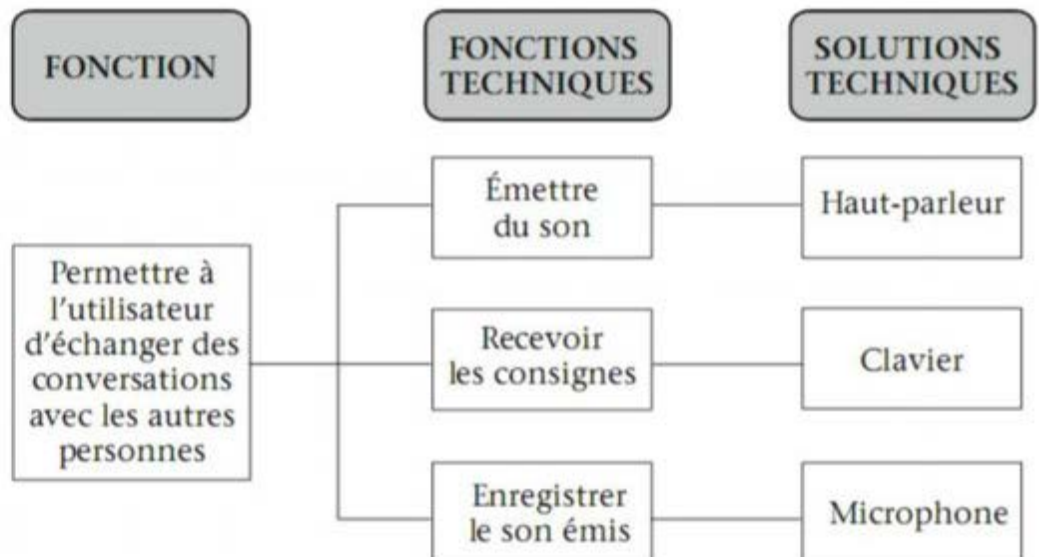 FONCTION
FONCTIONS
TECHNIQUES
SOLUTIONS
TECHNIQUES
Permettre à
l'utilisateur
d'échanger des
conversations
avec les autres
personnes
Émettre
du son
Haut-parleur
Recevoir
les consignes
Clavier
Enregistrer
le son émis
Microphone